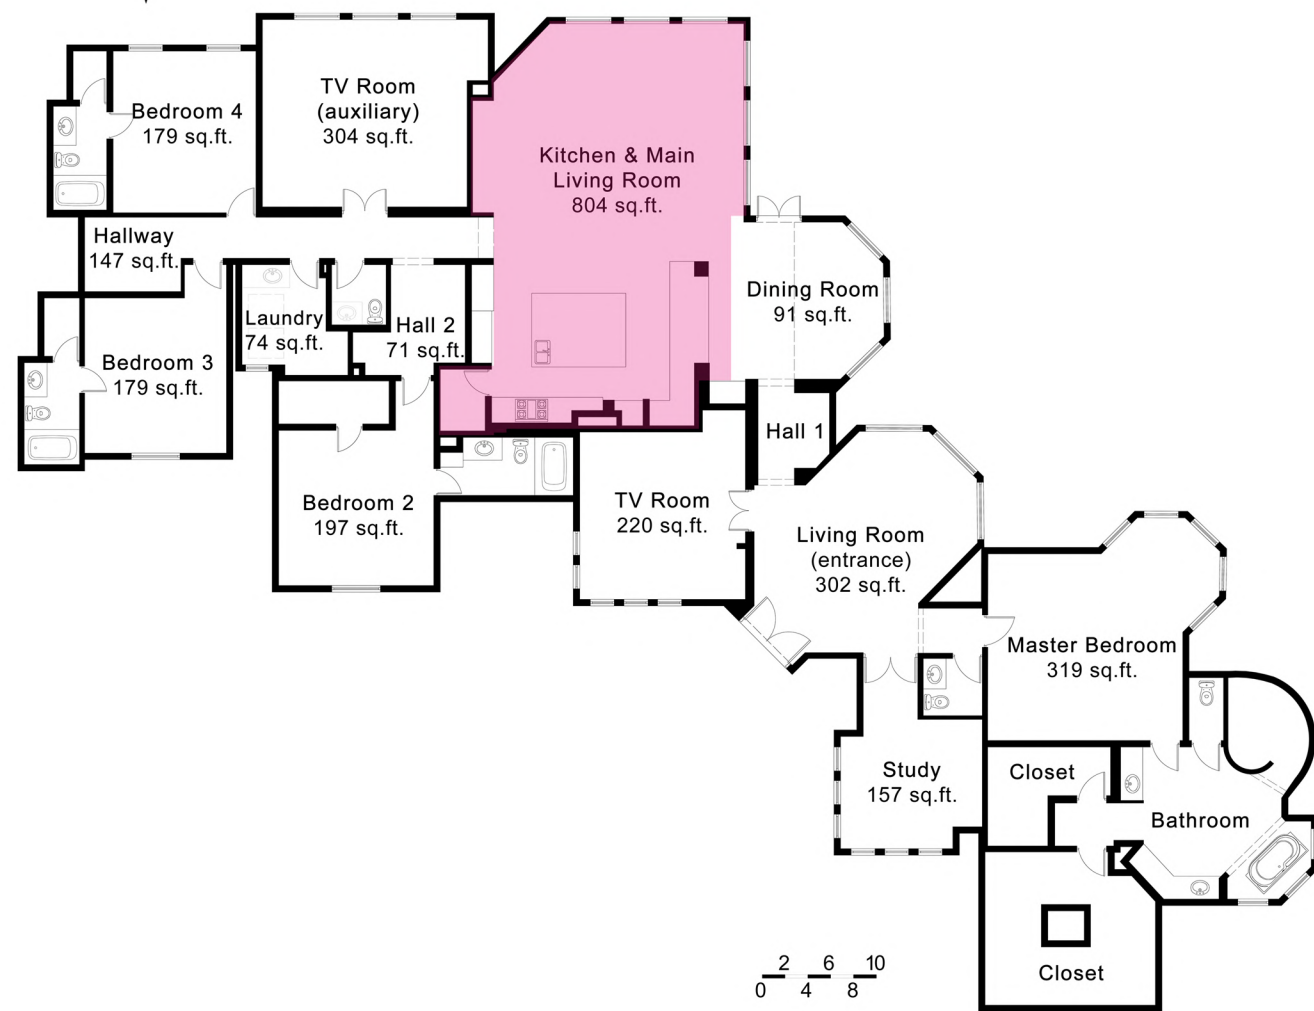 TV Room
(auxiliary)
304 sq.ft.
Bedroom 4
179 sq.ft.
Kitchen & Main
Living Room
804 sq.ft.
Hallway
147 sq.ft.
Dining Room
91 sq.ft.
Laundry
74 sq.ft.
Hall 2
71 sq.ft.
Bedroom 3
179 sq.ft.
Hall 1
Bedroom 2
197 sq.ft.
TV Room
220 sq.ft.
Living Room
(entrance)
302 sq.ft.
Master Bedroom
319 sq.ft.
Study
157 sq.ft.
Closet
Bathroom
Closet
2 6 10
0 4 8